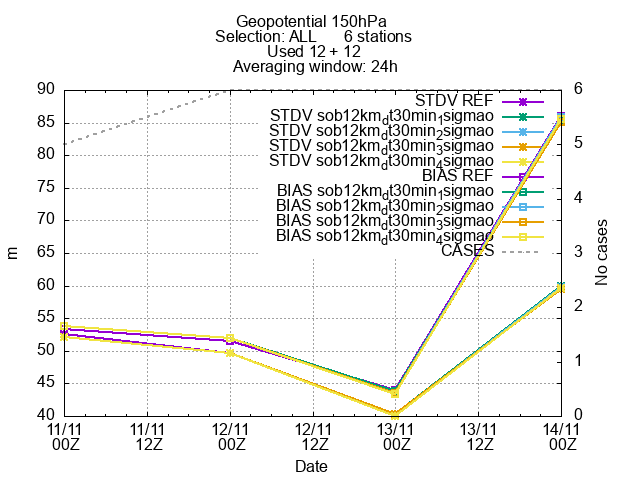 Geopotential 150hPa
Selection: ALL 6 stations
Used 12 + 12
Averaging window: 24h
90
85
80
75
70
65
60
55
50
45
40
m
6
5
4
3
2
1
0
No cases
STDV REF
STDV sob12km_dt30min_1sigmao
STDV sob12km_dt30min_2sigmao
STDV sob12km_dt30min_3sigmao
STDV sob12km_dt30min_4sigmao
BIAS REF
BIAS sob12km_dt30min_1sigmao
BIAS sob12km_dt30min_2sigmao
BIAS sob12km_dt30min_3sigmao
BIAS sob12km_dt30min_4sigmao
CASES
11/11 11/11 12/11 12/11 13/11 13/11 14/11
00Z 12Z 00Z 12Z 00Z 12Z 00Z
Date